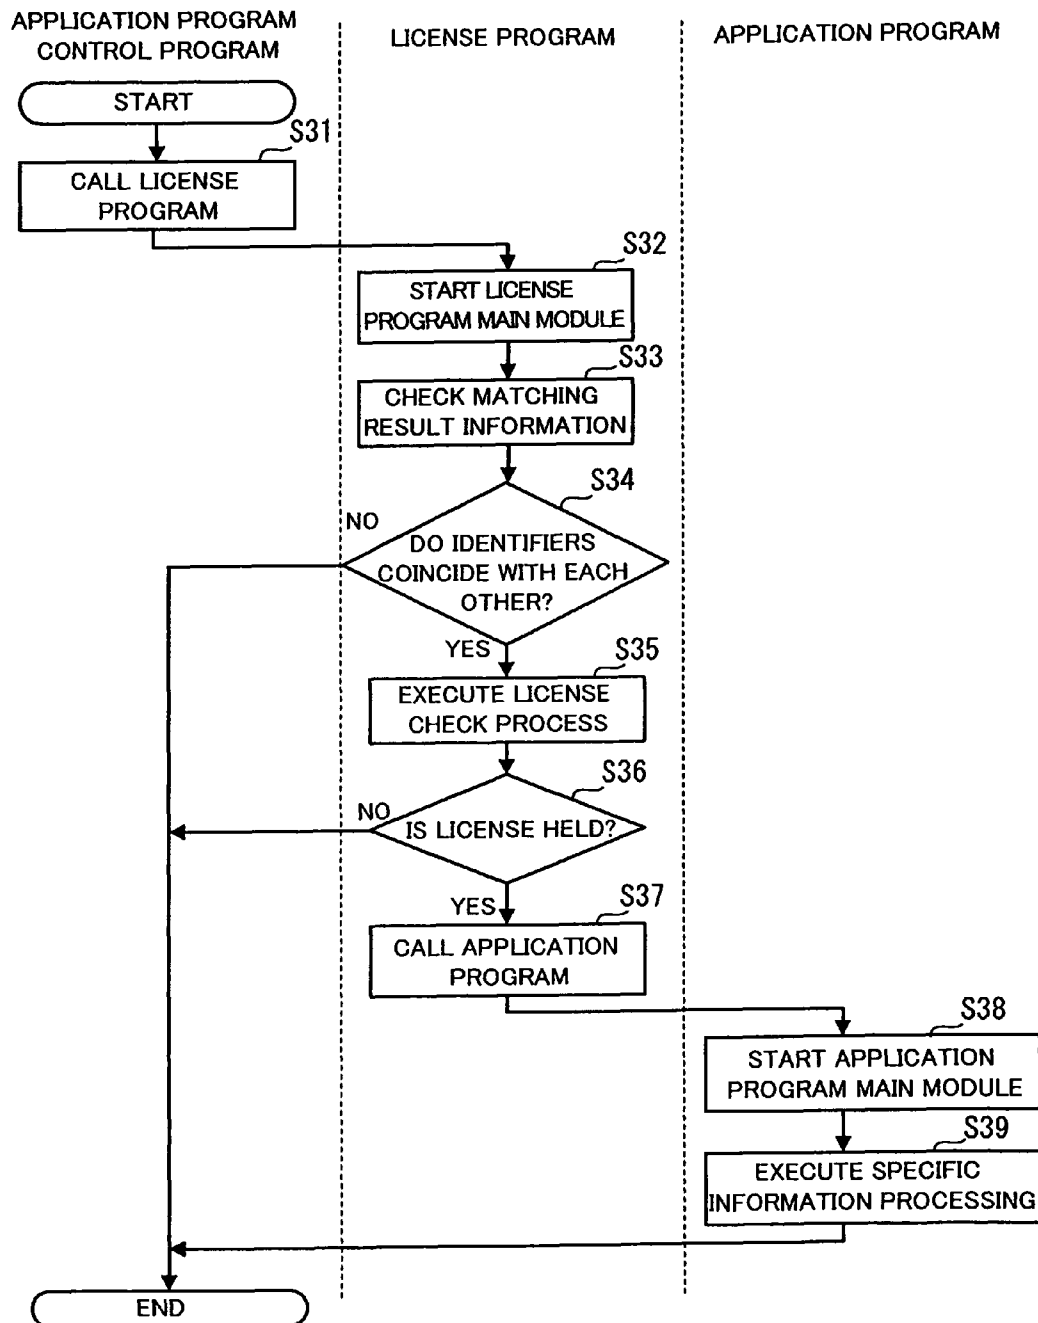 APPLICATION PROGRAM
CONTROL PROGRAM
LICENSE PROGRAM
APPLICATION PROGRAM
START
S31
CALL LICENSE
PROGRAM
S32
START LICENSE
PROGRAM MAIN MODULE
S33
CHECK MATCHING
RESULT INFORMATION
S34
NO
DO IDENTIFIERS
COINCIDE WITH EACH
OTHER?
YES
S35
EXECUTE LICENSE
CHECK PROCESS
S36
NO
IS LICENSE HELD?
YES
S37
CALL APPLICATION
PROGRAM
S38
START APPLICATION
PROGRAM MAIN MODULE
S39
EXECUTE SPECIFIC
INFORMATION PROCESSING
END